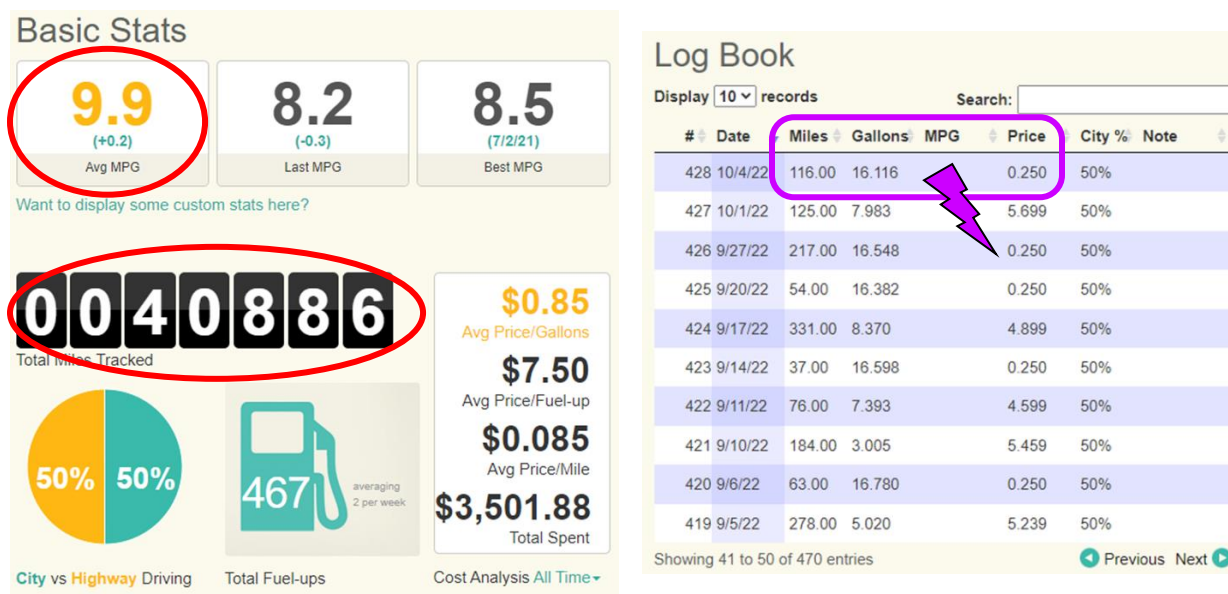 Basic Stats
9.9
(+0.2)
Avg MPG
8.2
(-0.3)
Last MPG
8.5
(7/2/21)
Best MPG
Want to display some custom stats here?
0040886
Total Miles Tracked
$0.85
Avg Price/Gallons
$7.50
Avg Price/Fuel-up
$0.085
Avg Price/Mile
$3,501.88
Total Spent
50% 50%
City vs Highway Driving
467
averaging
2 per week
Total Fuel-ups
Cost Analysis All Time
Log Book
Display 10 records Search:
# Date Miles Gallons MPG Price City % Note
428 10/4/22 116.00 16.116 0.250 50%
427 10/1/22 125.00 7.983 5.699 50%
426 9/27/22 217.00 16.548 0.250 50%
425 9/20/22 54.00 16.382 0.250 50%
424 9/17/22 331.00 8.370 4.899 50%
423 9/14/22 37.00 16.598 0.250 50%
422 9/11/22 76.00 7.393 4.599 50%
421 9/10/22 184.00 3.005 5.459 50%
420 9/6/22 63.00 16.780 0.250 50%
419 9/5/22 278.00 5.020 5.239 50%
Showing 41 to 50 of 470 entries
Previous Next